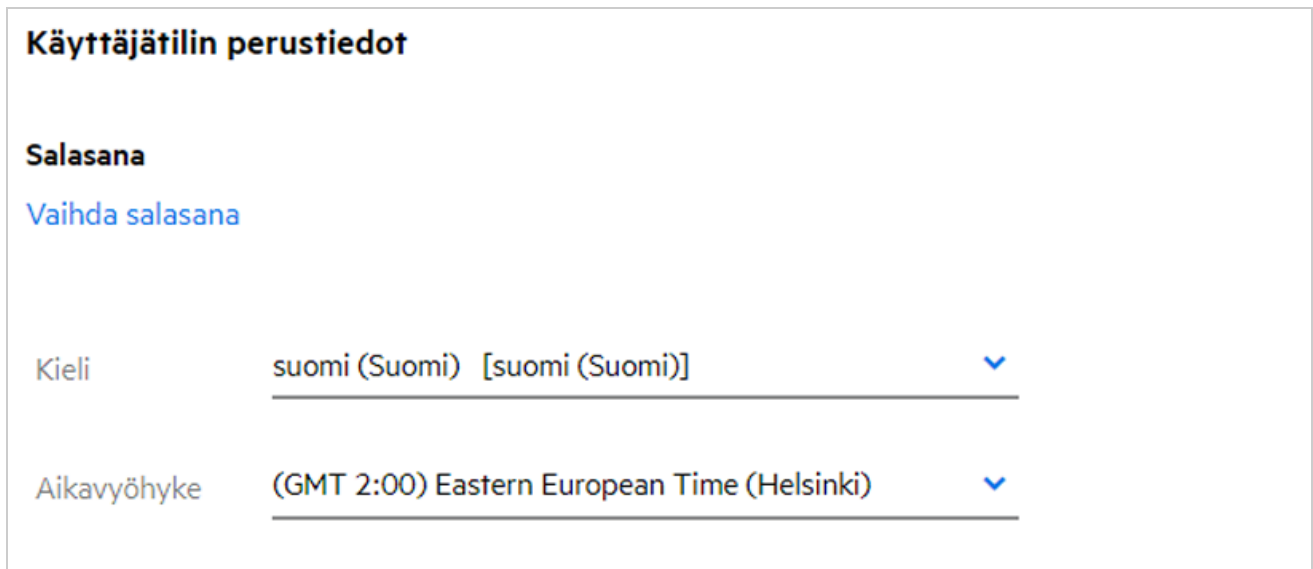 Käyttäjätilin perustiedot
Salasana
Vaihda salasana
Kieli suomi (Suomi) [suomi (Suomi)]
Aikavyöhyke (GMT 2:00) Eastern European Time (Helsinki)